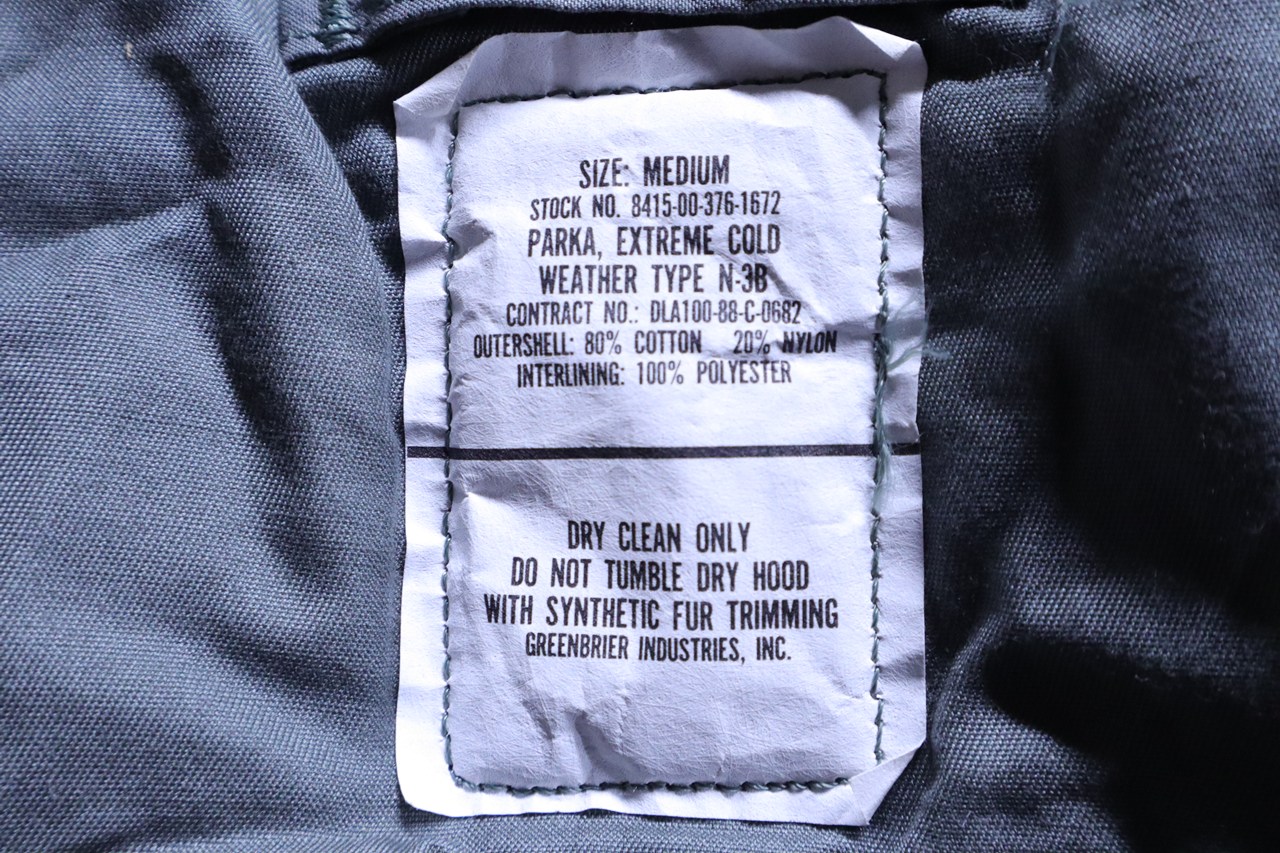 SIZE: MEDIUM
STOCK NO. 8415-00-376-1672
PARKA, EXTREME COLD
WEATHER TYPE N-3B
CONTRACT NO.: DLA100-88-C-0682
OUTERSHELL: 80% COTTON 20% NYLON
INTERLINING: 100% POLYESTER
DRY CLEAN ONLY
DO NOT TUMBLE DRY HOOD
WITH SYNTHETIC FUR TRIMMING
GREENBRIER INDUSTRIES, INC.